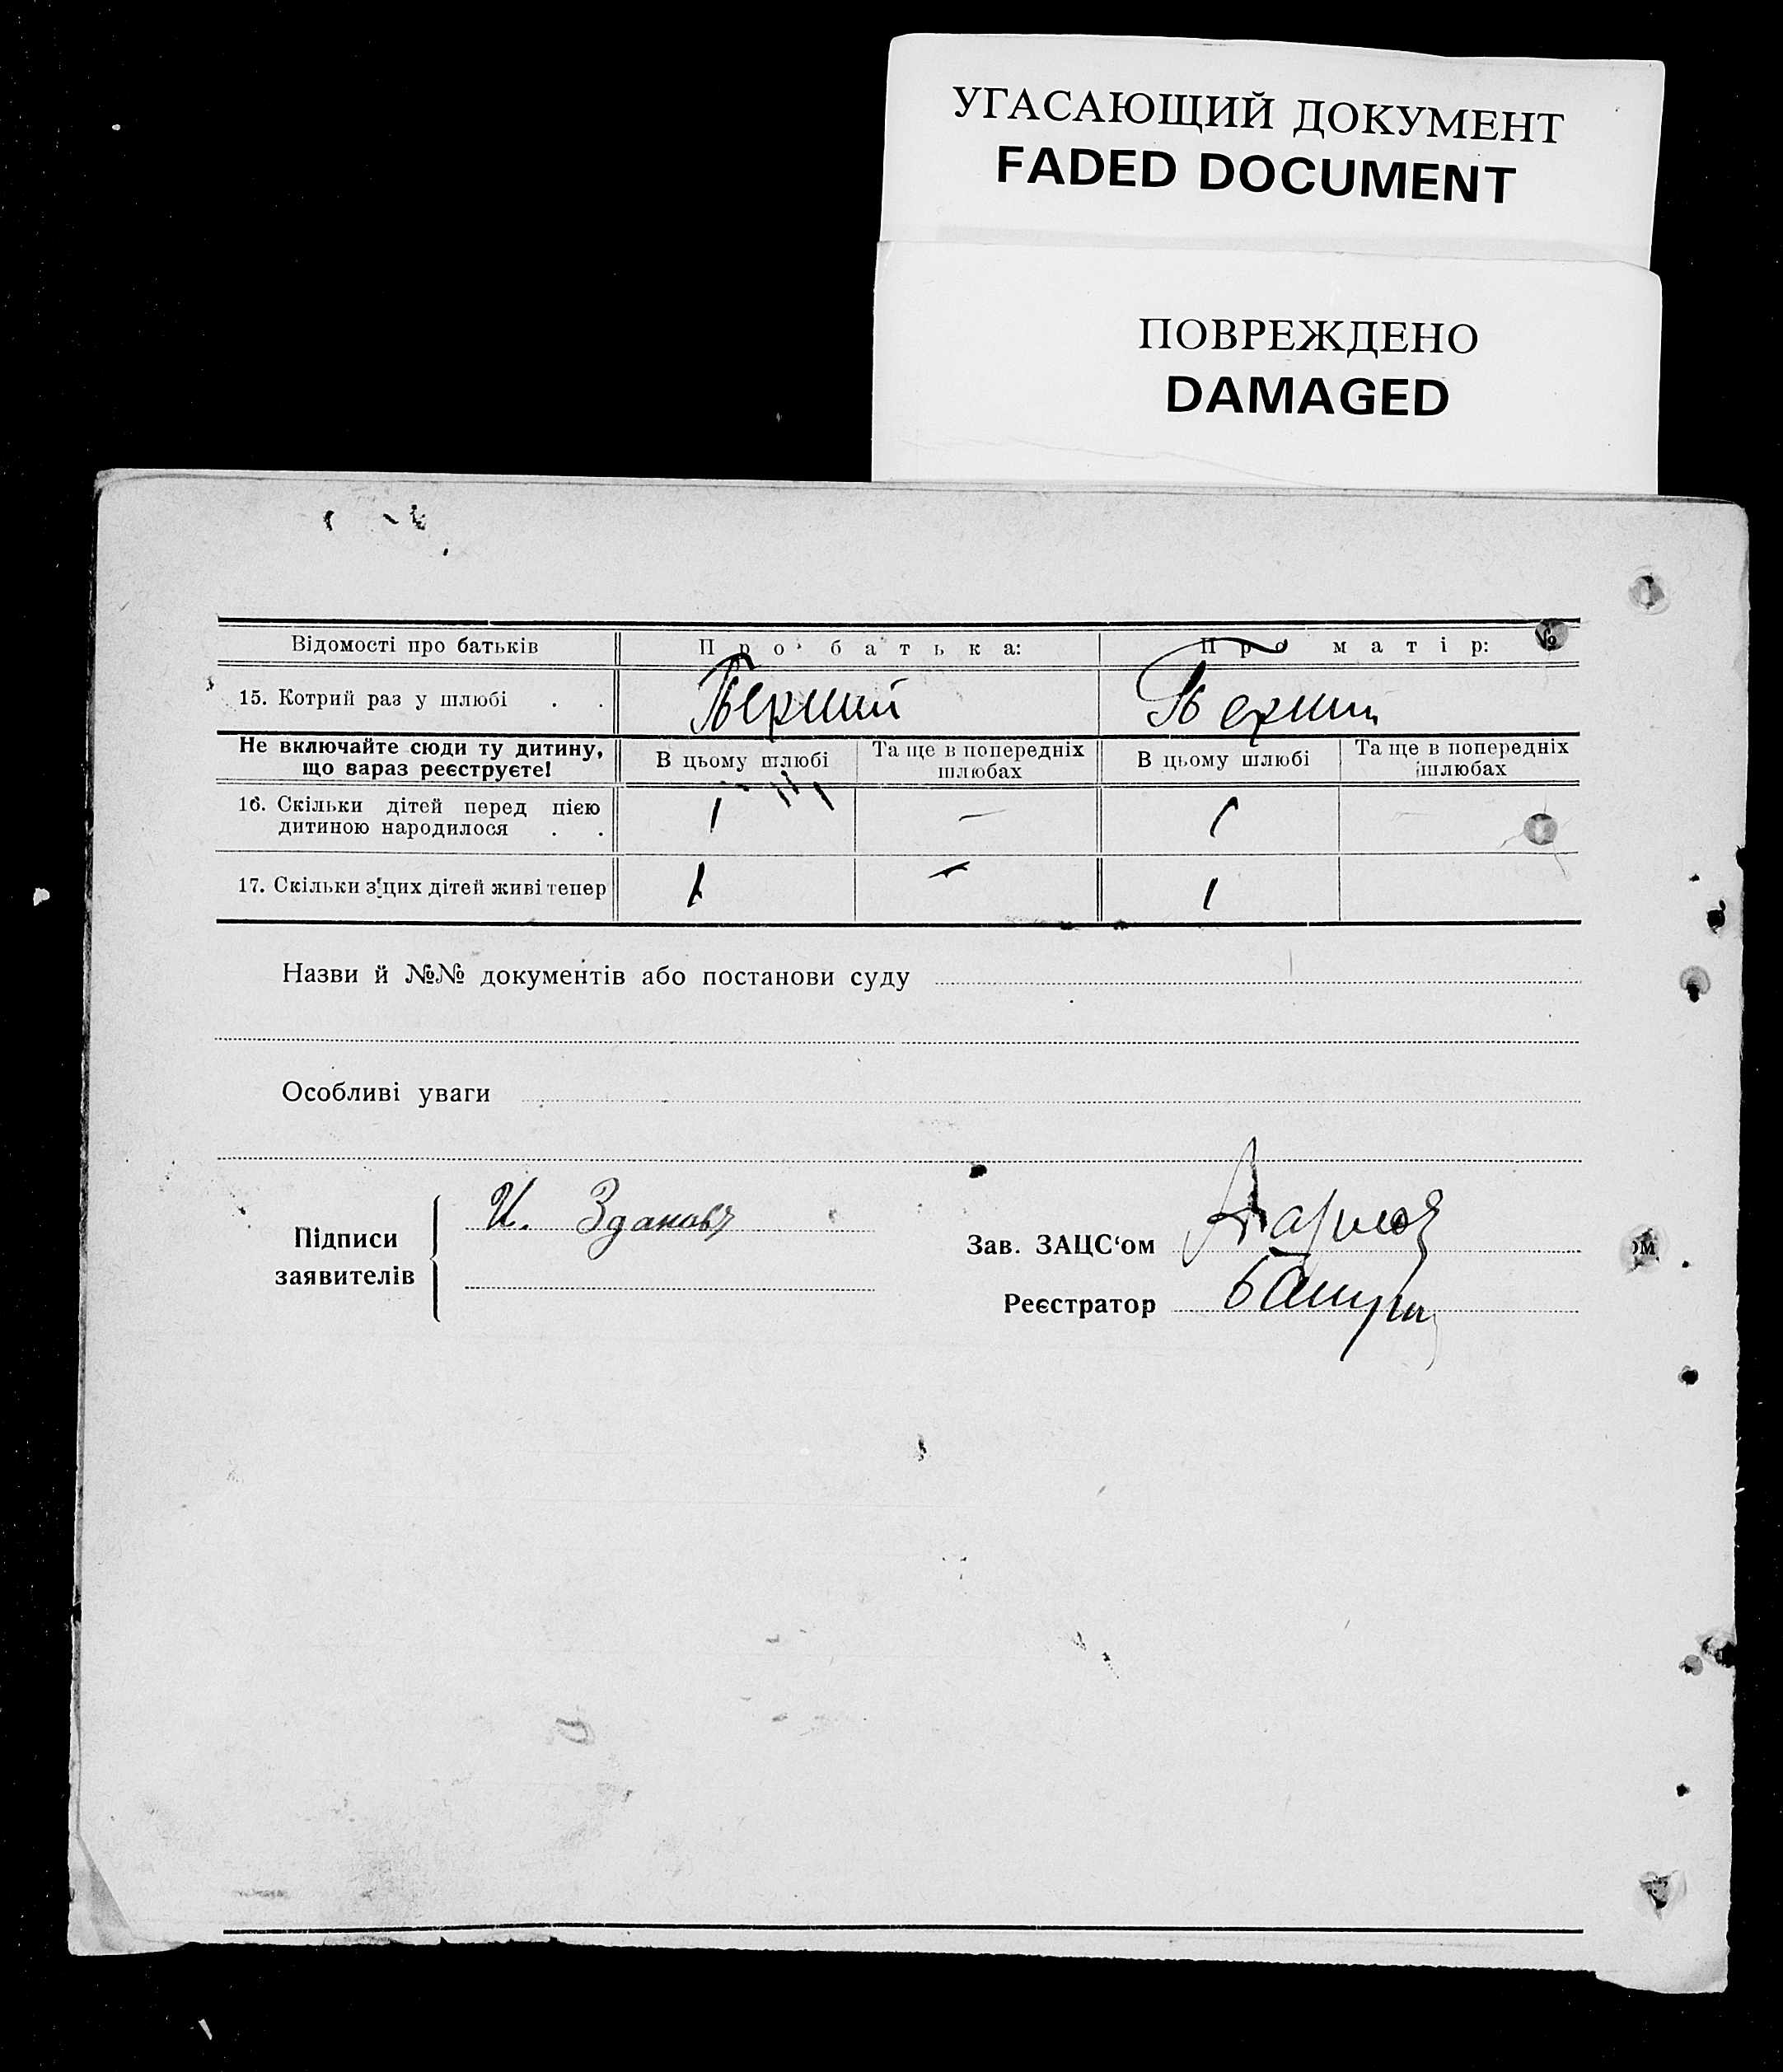 УГАСАЮЩИЙ ДОКУМЕНТ
FADED DOCUMENT
ПОВРЕЖДЕНО
DAMAGED
Відомості про батьків Про батька: Про матір: №
15. Котрий раз у шлюбі . . Перший Перший
Не включайте сюди ту дитину, що зараз реєструєте! В цьому шлюбі Та ще в попередніх шлюбах В цьому шлюбі Та ще в попередніх шлюбах
16. Скільки дітей перед цією дитиною народилося . . 1 — 1
17. Скільки з'цих дітей живі тепер 1 — 1
Назви й №№ документів або постанови суду
Особливі уваги
Підписи заявителів И.
Зав. ЗАЦС‘ом
Реєстратор
ом